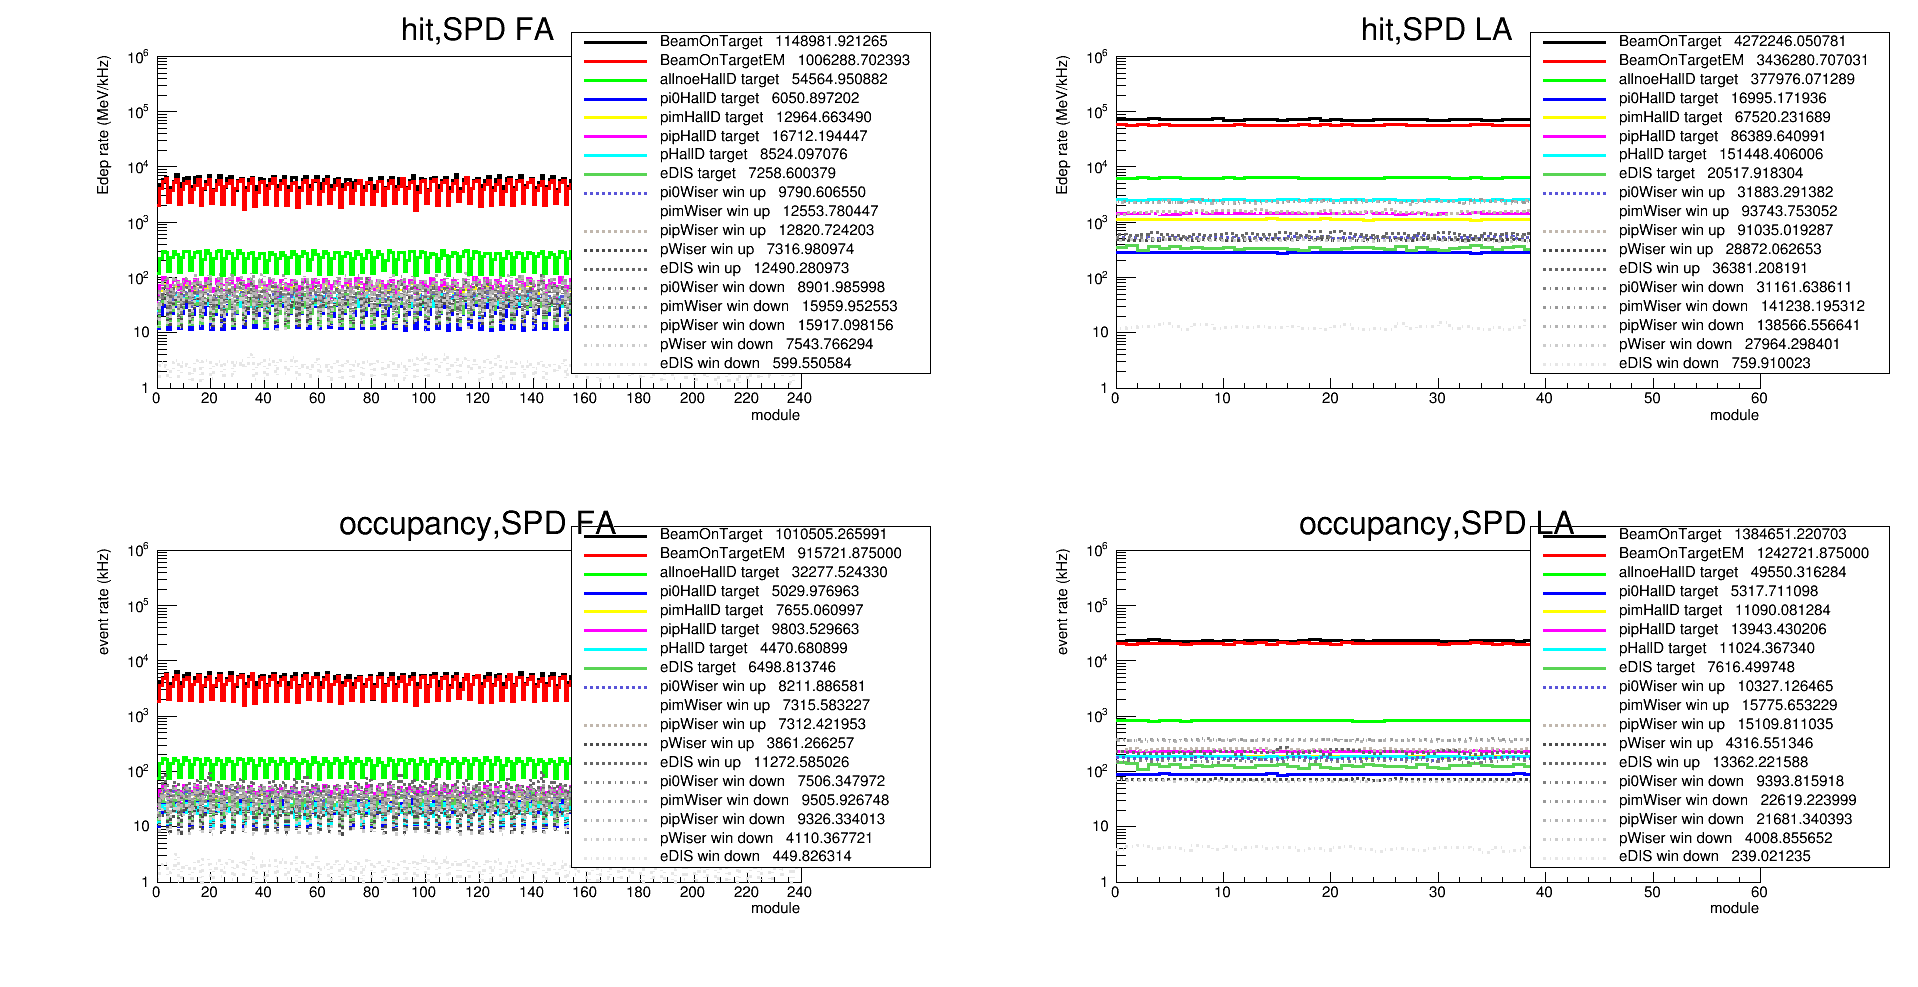 hit,SPD FA
Edep rate (MeV/kHz)
10^6
10^5
10^4
10^3
10^2
10
1
0 20 40 60 80 100 120 140 160 180 200 220 240
module
BeamOnTarget 1148981.921265
BeamOnTargetEM 1006288.702393
allnoeHallD target 54564.950882
pi0HallD target 6050.897202
pimHallD target 12964.663490
pipHallD target 16712.194447
pHallD target 8524.097076
eDIS target 7258.600379
pi0Wiser win up 9790.606550
pimWiser win up 12553.780447
pipWiser win up 12820.724203
pWiser win up 7316.980974
eDIS win up 12490.280973
pi0Wiser win down 8901.985998
pimWiser win down 15959.952553
pipWiser win down 15917.098156
pWiser win down 7543.766294
eDIS win down 599.550584
hit,SPD LA
Edep rate (MeV/kHz)
10^6
10^5
10^4
10^3
10^2
10
1
0 10 20 30 40 50 60
module
BeamOnTarget 4272246.050781
BeamOnTargetEM 3436280.707031
allnoeHallD target 377976.071289
pi0HallD target 16995.171936
pimHallD target 67520.231689
pipHallD target 86389.640991
pHallD target 151448.406006
eDIS target 20517.918304
pi0Wiser win up 31883.291382
pimWiser win up 93743.753052
pipWiser win up 91035.019287
pWiser win up 28872.062653
eDIS win up 36381.208191
pi0Wiser win down 31161.638611
pimWiser win down 141238.195312
pipWiser win down 138566.556641
pWiser win down 27964.298401
eDIS win down 759.910023
occupancy,SPD FA
event rate (kHz)
10^6
10^5
10^4
10^3
10^2
10
1
0 20 40 60 80 100 120 140 160 180 200 220 240
module
BeamOnTarget 1010505.265991
BeamOnTargetEM 915721.875000
allnoeHallD target 32277.524330
pi0HallD target 5029.976963
pimHallD target 7655.060997
pipHallD target 9803.529663
pHallD target 4470.680899
eDIS target 6498.813746
pi0Wiser win up 8211.886581
pimWiser win up 7315.583227
pipWiser win up 7312.421953
pWiser win up 3861.266257
eDIS win up 11272.585026
pi0Wiser win down 7506.347972
pimWiser win down 9505.926748
pipWiser win down 9326.334013
pWiser win down 4110.367721
eDIS win down 449.826314
occupancy,SPD LA
event rate (kHz)
10^6
10^5
10^4
10^3
10^2
10
1
0 10 20 30 40 50 60
module
BeamOnTarget 1384651.220703
BeamOnTargetEM 1242721.875000
allnoeHallD target 49550.316284
pi0HallD target 5317.711098
pimHallD target 11090.081284
pipHallD target 13943.430206
pHallD target 11024.367340
eDIS target 7616.499748
pi0Wiser win up 10327.126465
pimWiser win up 15775.653229
pipWiser win up 15109.811035
pWiser win up 4316.551346
eDIS win up 13362.221588
pi0Wiser win down 9393.815918
pimWiser win down 22619.223999
pipWiser win down 21681.340393
pWiser win down 4008.855652
eDIS win down 239.021235